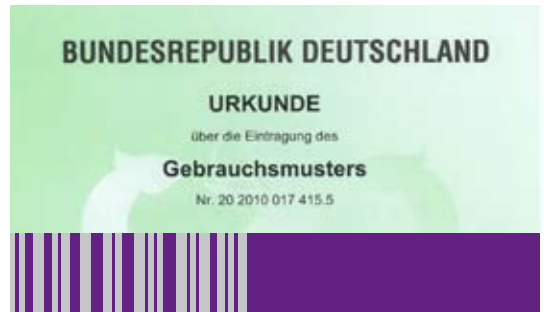 BUNDESREPUBLIK DEUTSCHLAND
URKUNDE
über die Eintragung des
Gebrauchsmusters
Nr. 20 2010 017 415.5